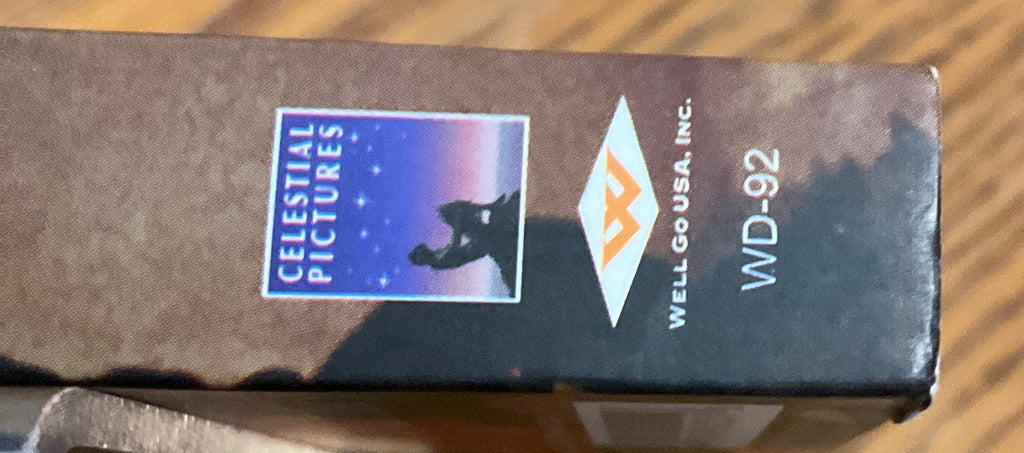 CELESTIAL
PICTURES
WELL GO USA, INC.
WD-92